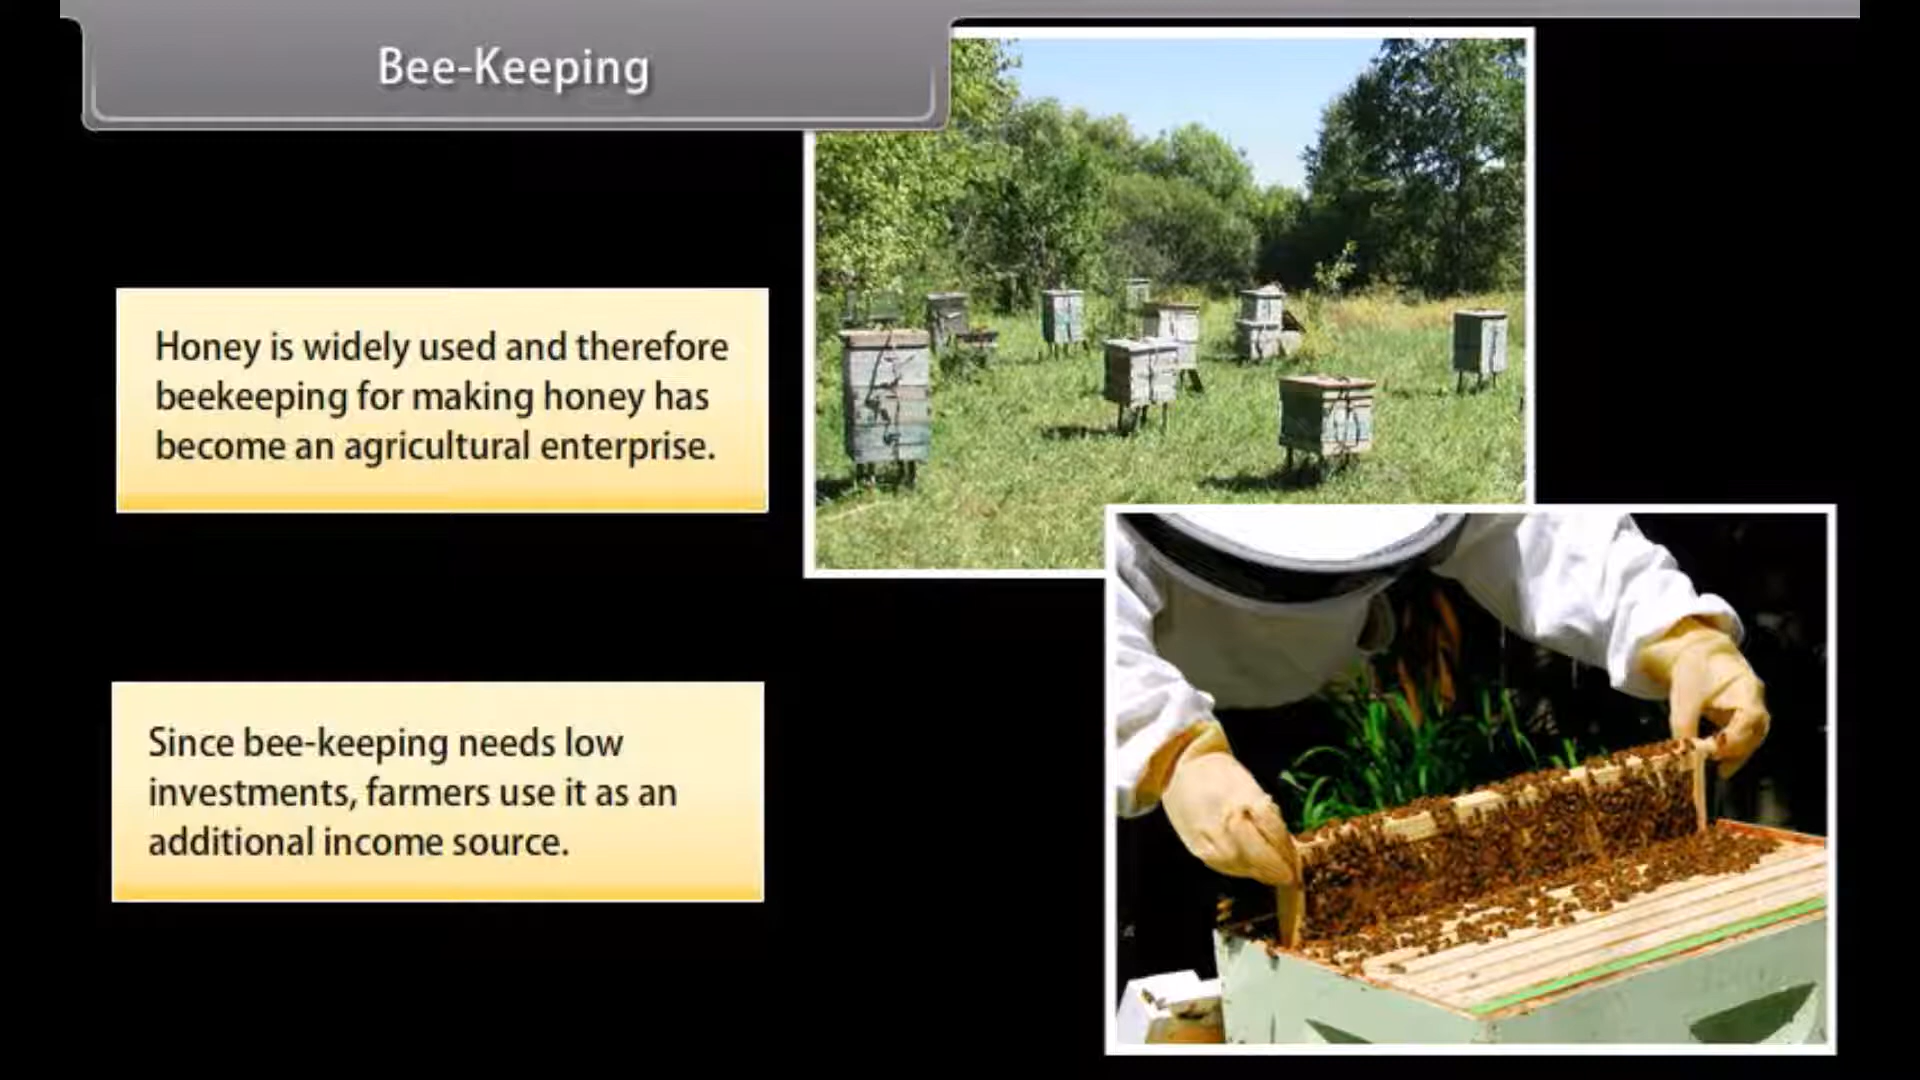 Bee-Keeping
Honey is widely used and therefore
beekeeping for making honey has
become an agricultural enterprise.
Since bee-keeping needs low
investments, farmers use it as an
additional income source.